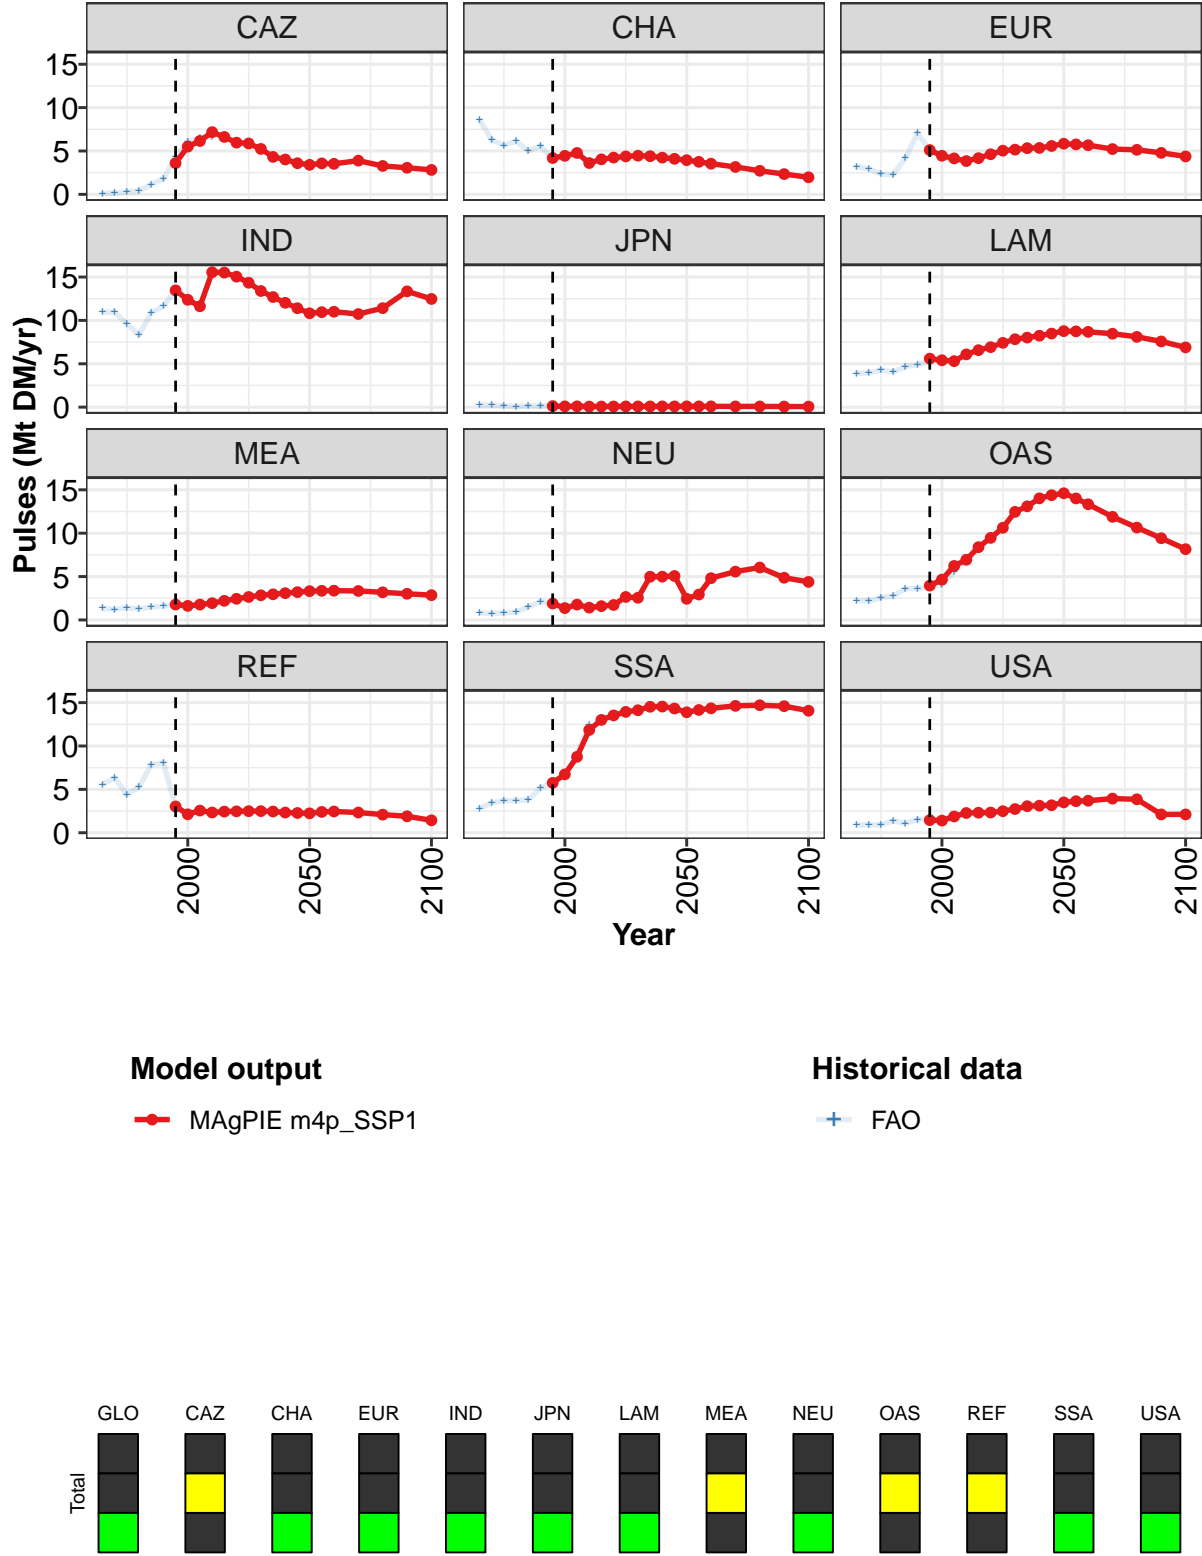 CAZ CHA EUR
15
10
5
0
IND JPN LAM
15
10
5
0
MEA NEU OAS
15
10
5
0
REF SSA USA
15
10
5
0
2000 2050 2100 2000 2050 2100 2000 2050 2100
Pulses (Mt DM/yr)
Year
Model output
MAgPIE m4p_SSP1
Historical data
FAO
GLO CAZ CHA EUR IND JPN LAM MEA NEU OAS REF SSA USA
Total